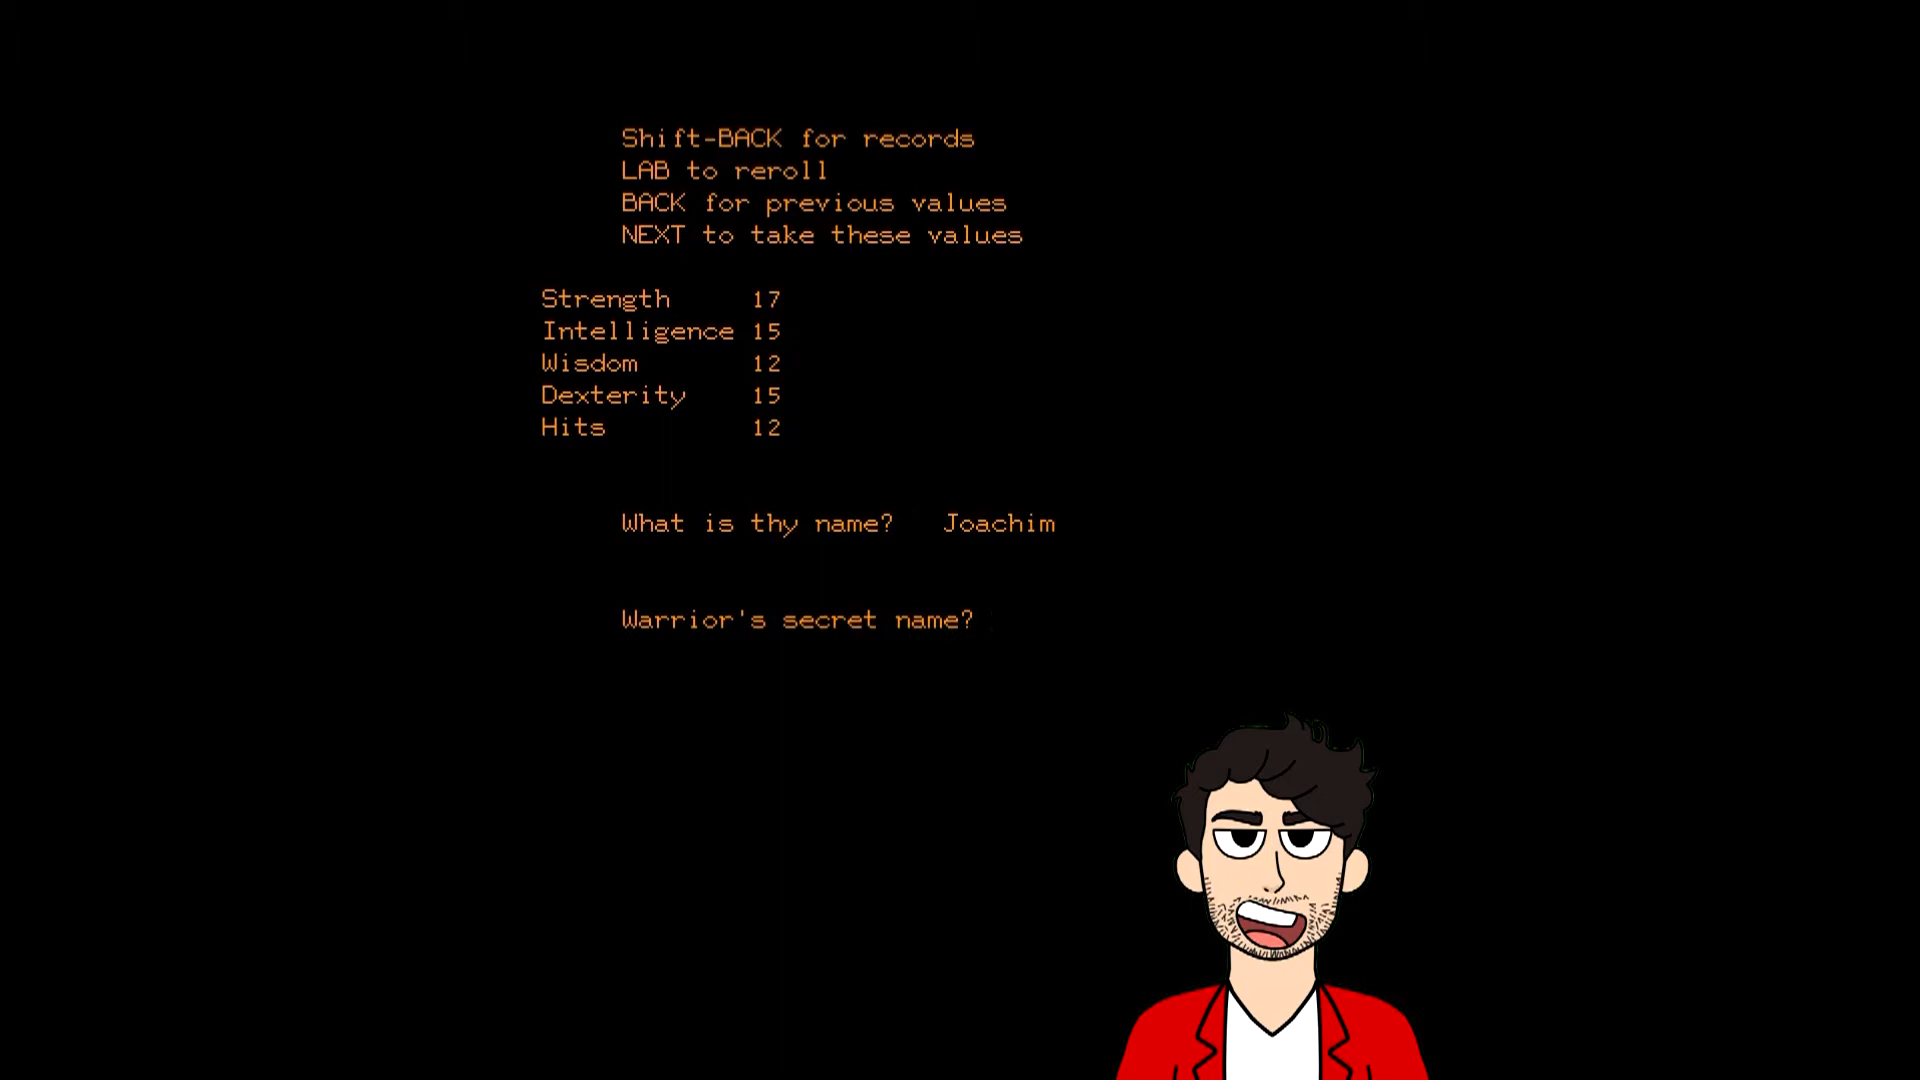 Shift-BACK for records
LAB to reroll
BACK for previous values
NEXT to take these values
Strength 17
Intelligence 15
Wisdom 12
Dexterity 15
Hits 12
What is thy name? Joachim
Warrior's secret name?